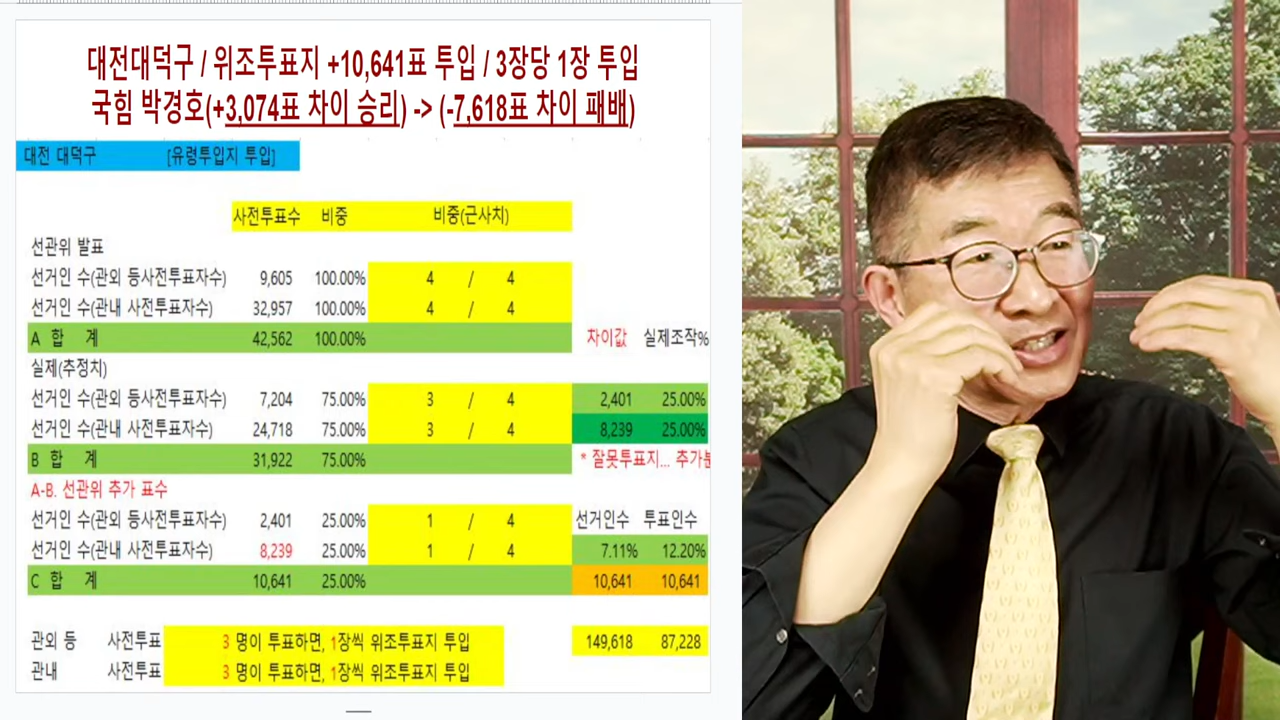 대전대덕구 / 위조투표지 +10,641표 투입 / 3장당 1장 투입
국힘 박경호(+3,074표 차이 승리) -> (-7,618표 차이 패배)
대전 대덕구 [유령투입지 투입]
사전투표수 비중 비중(근사치)
선관위 발표
선거인 수(관외 등사전투표자수) 9,605 100.00% 4 / 4
선거인 수(관내 사전투표자수) 32,957 100.00% 4 / 4
A 합 계 42,562 100.00% 차이값 실제조작%
실제(추정치)
선거인 수(관외 등사전투표자수) 7,204 75.00% 3 / 4 2,401 25.00%
선거인 수(관내 사전투표자수) 24,718 75.00% 3 / 4 8,239 25.00%
B 합 계 31,922 75.00% * 잘못투표지... 추가분
A-B. 선관위 추가 표수
선거인 수(관외 등사전투표자수) 2,401 25.00% 1 / 4 선거인수 투표인수
선거인 수(관내 사전투표자수) 8,239 25.00% 1 / 4 7.11% 12.20%
C 합 계 10,641 25.00% 10,641 10,641
관외 등 사전투표 3 명이 투표하면, 1장씩 위조투표지 투입 149,618 87,228
관내 사전투표 3 명이 투표하면, 1장씩 위조투표지 투입